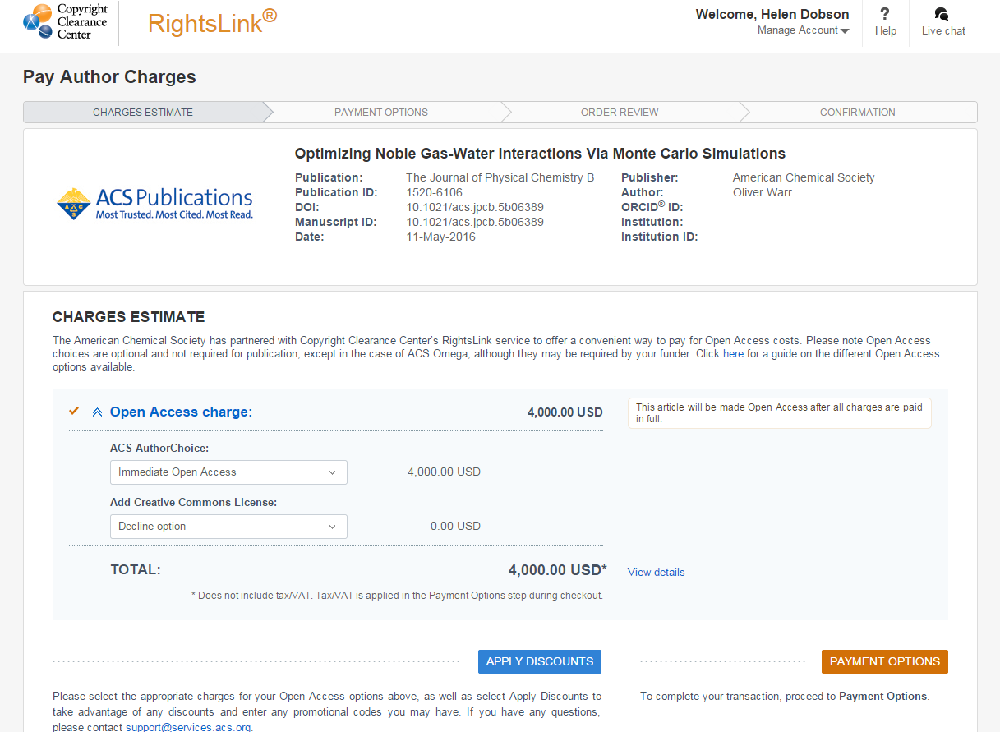 Copyright
Clearance
Center
RightsLink®
Welcome, Helen Dobson
Manage Account
?
Help
Live chat
Pay Author Charges
CHARGES ESTIMATE PAYMENT OPTIONS ORDER REVIEW CONFIRMATION
ACS Publications
Most Trusted. Most Cited. Most Read.
A C S
Optimizing Noble Gas-Water Interactions Via Monte Carlo Simulations
Publication: The Journal of Physical Chemistry B Publisher: American Chemical Society
Publication ID: 1520-6106 Author: Oliver Warr
DOI: 10.1021/acs.jpcb.5b06389 ORCID® ID:
Manuscript ID: 10.1021/acs.jpcb.5b06389 Institution:
Date: 11-May-2016 Institution ID:
CHARGES ESTIMATE
The American Chemical Society has partnered with Copyright Clearance Center's RightsLink service to offer a convenient way to pay for Open Access costs. Please note Open Access
choices are optional and not required for publication, except in the case of ACS Omega, although they may be required by your funder. Click here for a guide on the different Open Access
options available.
Open Access charge: 4,000.00 USD
This article will be made Open Access after all charges are paid
in full.
ACS AuthorChoice:
Immediate Open Access 4,000.00 USD
Add Creative Commons License:
Decline option 0.00 USD
TOTAL: 4,000.00 USD* View details
* Does not include tax/VAT. Tax/VAT is applied in the Payment Options step during checkout.
APPLY DISCOUNTS
Please select the appropriate charges for your Open Access options above, as well as select Apply Discounts to
take advantage of any discounts and enter any promotional codes you may have. If you have any questions,
please contact support@services.acs.org.
PAYMENT OPTIONS
To complete your transaction, proceed to Payment Options.